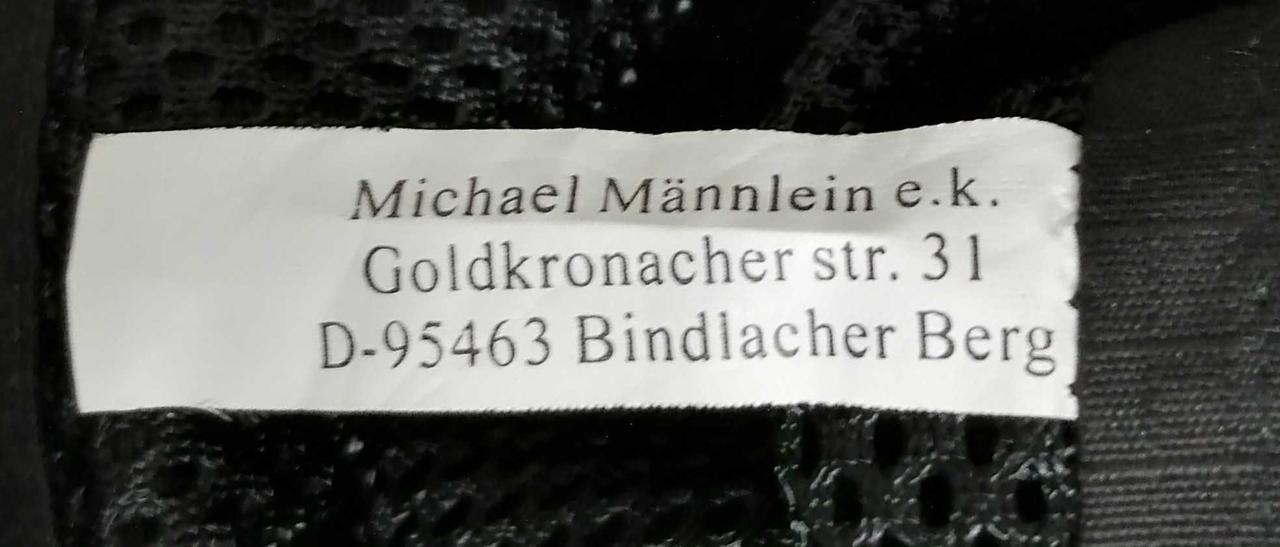 Michael Männlein e.k.
Goldkronacher str. 31
D-95463 Bindlacher Berg